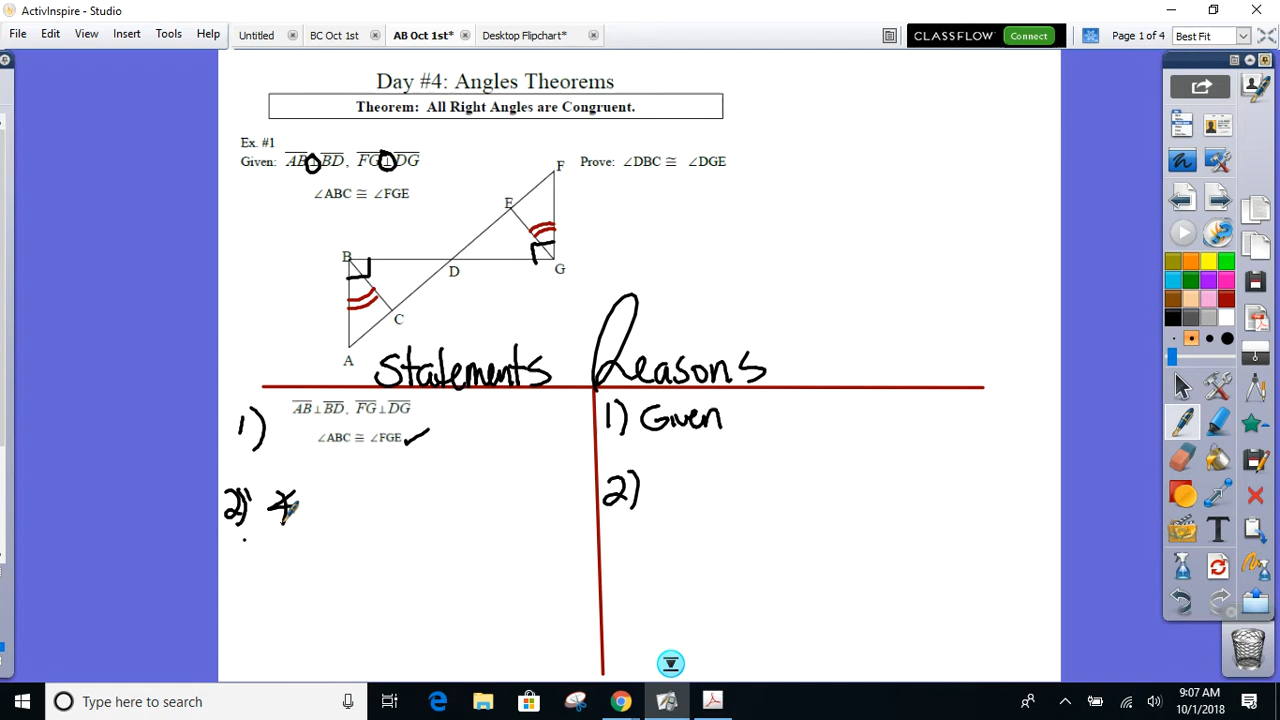 ActivInspire - Studio
File Edit View Insert Tools Help
Untitled BC Oct 1st AB Oct 1st* Desktop Flipchart*
CLASSFLOW Connect
Page 1 of 4 Best Fit
Day #4: Angles Theorems
Theorem: All Right Angles are Congruent.
Ex. #1
Given: AB⊥BD, FG⊥DG Prove: ∠DBC ≅ ∠DGE
∠ABC ≅ ∠FGE
F
E
B
D
G
C
A
Statements Reasons
1) AB⊥BD, FG⊥DG 1) Given
∠ABC ≅ ∠FGE ✓
2) ∡ 2)
Type here to search
9:07 AM
10/1/2018